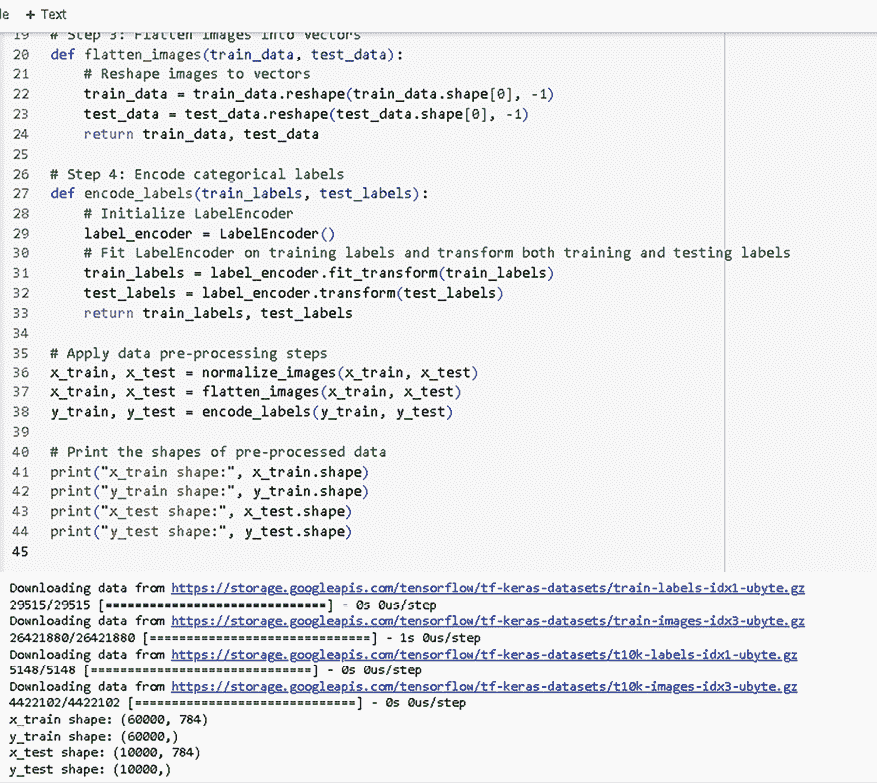 + Text
19 # Step 3: Flatten images into vectors
20 def flatten_images(train_data, test_data):
21     # Reshape images to vectors
22     train_data = train_data.reshape(train_data.shape[0], -1)
23     test_data = test_data.reshape(test_data.shape[0], -1)
24     return train_data, test_data
25
26 # Step 4: Encode categorical labels
27 def encode_labels(train_labels, test_labels):
28     # Initialize LabelEncoder
29     label_encoder = LabelEncoder()
30     # Fit LabelEncoder on training labels and transform both training and testing labels
31     train_labels = label_encoder.fit_transform(train_labels)
32     test_labels = label_encoder.transform(test_labels)
33     return train_labels, test_labels
34
35 # Apply data pre-processing steps
36 x_train, x_test = normalize_images(x_train, x_test)
37 x_train, x_test = flatten_images(x_train, x_test)
38 y_train, y_test = encode_labels(y_train, y_test)
39
40 # Print the shapes of pre-processed data
41 print("x_train shape:", x_train.shape)
42 print("y_train shape:", y_train.shape)
43 print("x_test shape:", x_test.shape)
44 print("y_test shape:", y_test.shape)
45
Downloading data from https://storage.googleapis.com/tensorflow/tf-keras-datasets/train-labels-idx1-ubyte.gz
29515/29515 [==============================] - 0s 0us/step
Downloading data from https://storage.googleapis.com/tensorflow/tf-keras-datasets/train-images-idx3-ubyte.gz
26421880/26421880 [==============================] - 1s 0us/step
Downloading data from https://storage.googleapis.com/tensorflow/tf-keras-datasets/t10k-labels-idx1-ubyte.gz
5148/5148 [==============================] - 0s 0us/step
Downloading data from https://storage.googleapis.com/tensorflow/tf-keras-datasets/t10k-images-idx3-ubyte.gz
4422102/4422102 [==============================] - 0s 0us/step
x_train shape: (60000, 784)
y_train shape: (60000,)
x_test shape: (10000, 784)
y_test shape: (10000,)